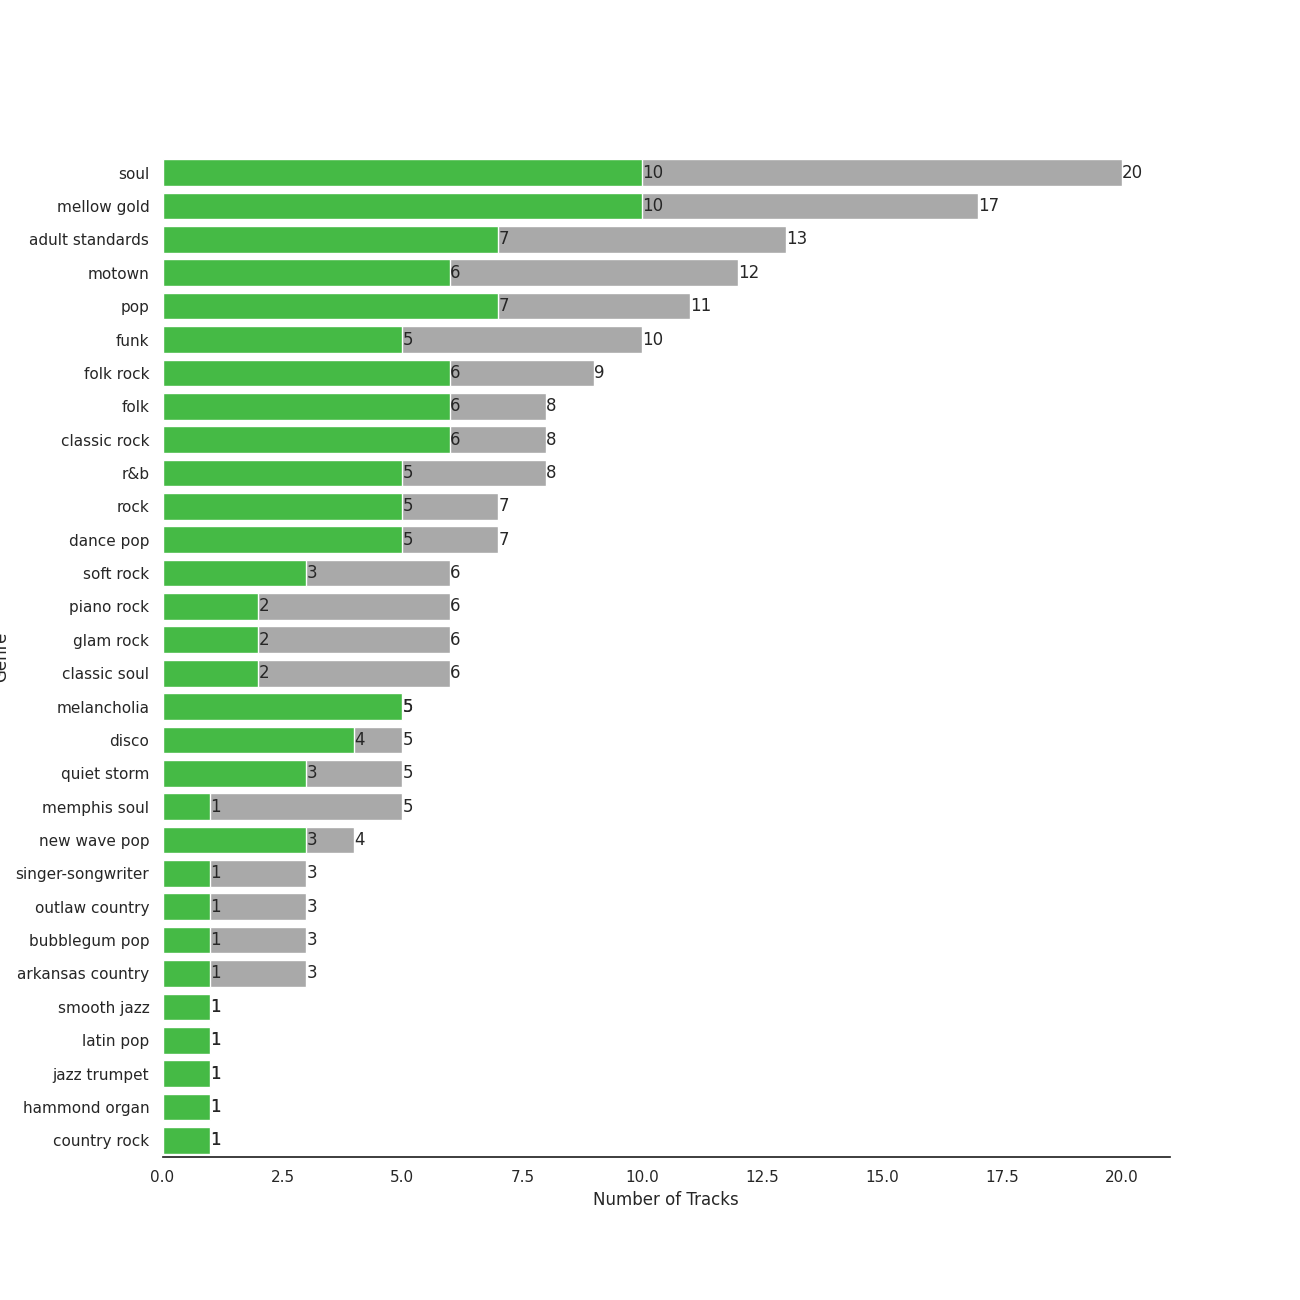 soul 10 20
mellow gold 10 17
adult standards 7 13
motown 6 12
pop 7 11
funk 5 10
folk rock 6 9
folk 6 8
classic rock 6 8
r&b 5 8
rock 5 7
dance pop 5 7
soft rock 3 6
piano rock 2 6
glam rock 2 6
classic soul 2 6
melancholia 5
disco 4 5
quiet storm 3 5
memphis soul 1 5
new wave pop 3 4
singer-songwriter 1 3
outlaw country 1 3
bubblegum pop 1 3
arkansas country 1 3
smooth jazz 1
latin pop 1
jazz trumpet 1
hammond organ 1
country rock 1
0.0 2.5 5.0 7.5 10.0 12.5 15.0 17.5 20.0
Number of Tracks
Genre